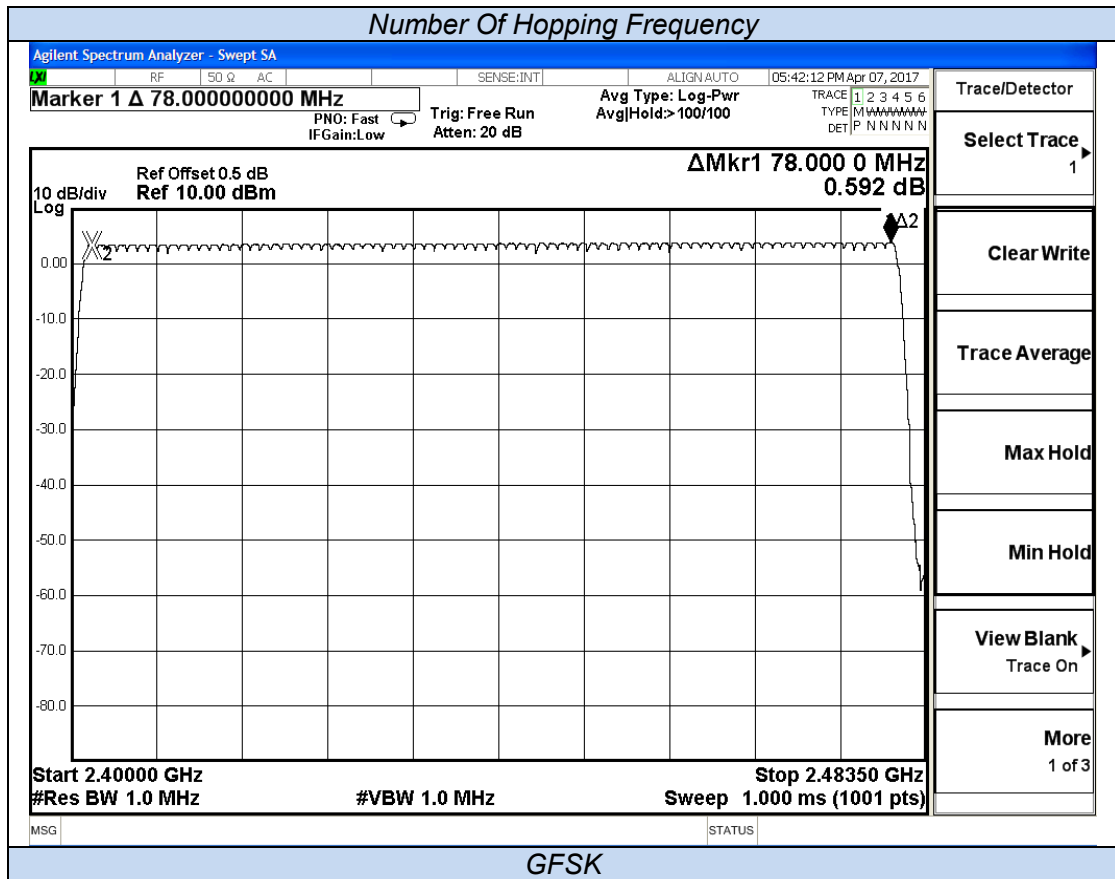 Number Of Hopping Frequency
Agilent Spectrum Analyzer - Swept SA
LXI RF 50 Ω AC SENSE:INT ALIGN AUTO 05:42:12 PM Apr 07, 2017
Marker 1 Δ 78.000000000 MHz
PNO: Fast
IFGain:Low
Trig: Free Run
Atten: 20 dB
Avg Type: Log-Pwr
Avg|Hold:> 100/100
TRACE 1 2 3 4 5 6
TYPE M W W W W W
DET P N N N N N
Trace/Detector
Select Trace
1
Clear Write
Trace Average
Max Hold
Min Hold
View Blank
Trace On
More
1 of 3
ΔMkr1 78.000 0 MHz
0.592 dB
Ref Offset 0.5 dB
10 dB/div Ref 10.00 dBm
Log
1Δ2
X2
0.00
-10.0
-20.0
-30.0
-40.0
-50.0
-60.0
-70.0
-80.0
Start 2.40000 GHz Stop 2.48350 GHz
#Res BW 1.0 MHz #VBW 1.0 MHz Sweep 1.000 ms (1001 pts)
MSG STATUS
GFSK